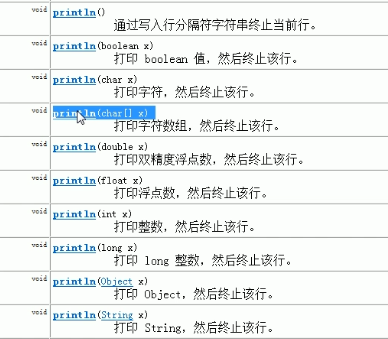 void println()
通过写入行分隔符字符串终止当前行。
void println(boolean x)
打印 boolean 值，然后终止该行。
void println(char x)
打印字符，然后终止该行。
void println(char[] x)
打印字符数组，然后终止该行。
void println(double x)
打印双精度浮点数，然后终止该行。
void println(float x)
打印浮点数，然后终止该行。
void println(int x)
打印整数，然后终止该行。
void println(long x)
打印 long 整数，然后终止该行。
void println(Object x)
打印 Object，然后终止该行。
void println(String x)
打印 String，然后终止该行。